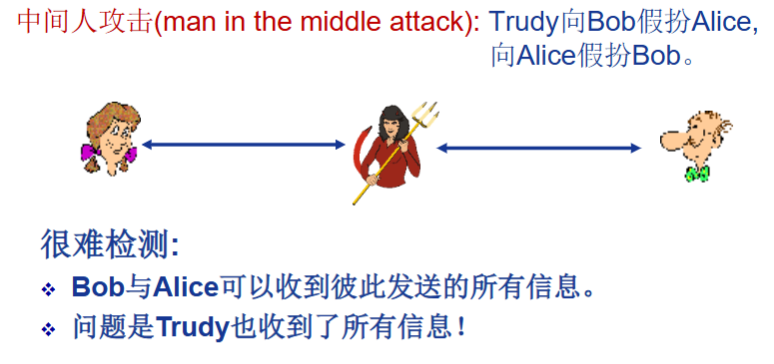 中间人攻击(man in the middle attack): Trudy向Bob假扮Alice,
向Alice假扮Bob。
很难检测:
❖ Bob与Alice可以收到彼此发送的所有信息。
❖ 问题是Trudy也收到了所有信息!